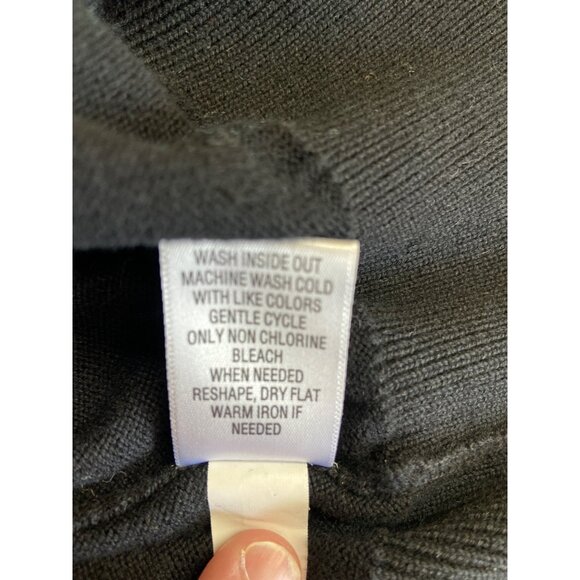 WASH INSIDE OUT
MACHINE WASH COLD
WITH LIKE COLORS
GENTLE CYCLE
ONLY NON CHLORINE
BLEACH
WHEN NEEDED
RESHAPE, DRY FLAT
WARM IRON IF
NEEDED